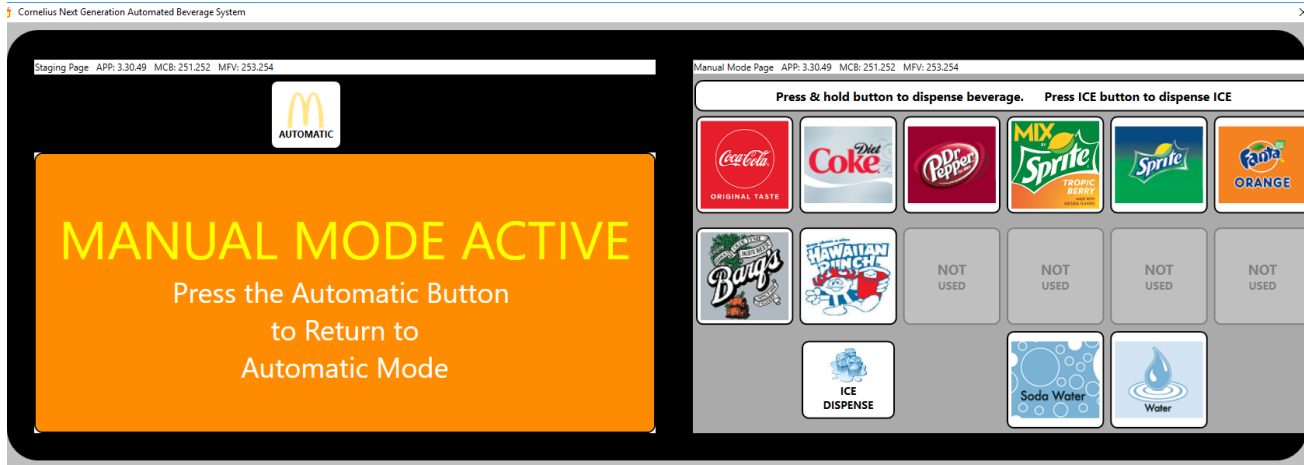 Cornelius Next Generation Automated Beverage System
Staging Page APP: 3.30.49 MCB: 251.252 MFV: 253.254
AUTOMATIC
MANUAL MODE ACTIVE
Press the Automatic Button
to Return to
Automatic Mode
Manual Mode Page APP: 3.30.49 MCB: 251.252 MFV: 253.254
Press & hold button to dispense beverage. Press ICE button to dispense ICE
Coca-Cola
ORIGINAL TASTE
Diet
Coke
Dr Pepper
MIX
BY
Sprite
TROPIC
BERRY
Sprite
Fanta
ORANGE
Barq's
HAWAIIAN
PUNCH
NOT
USED
NOT
USED
NOT
USED
NOT
USED
ICE
DISPENSE
Soda Water
Water